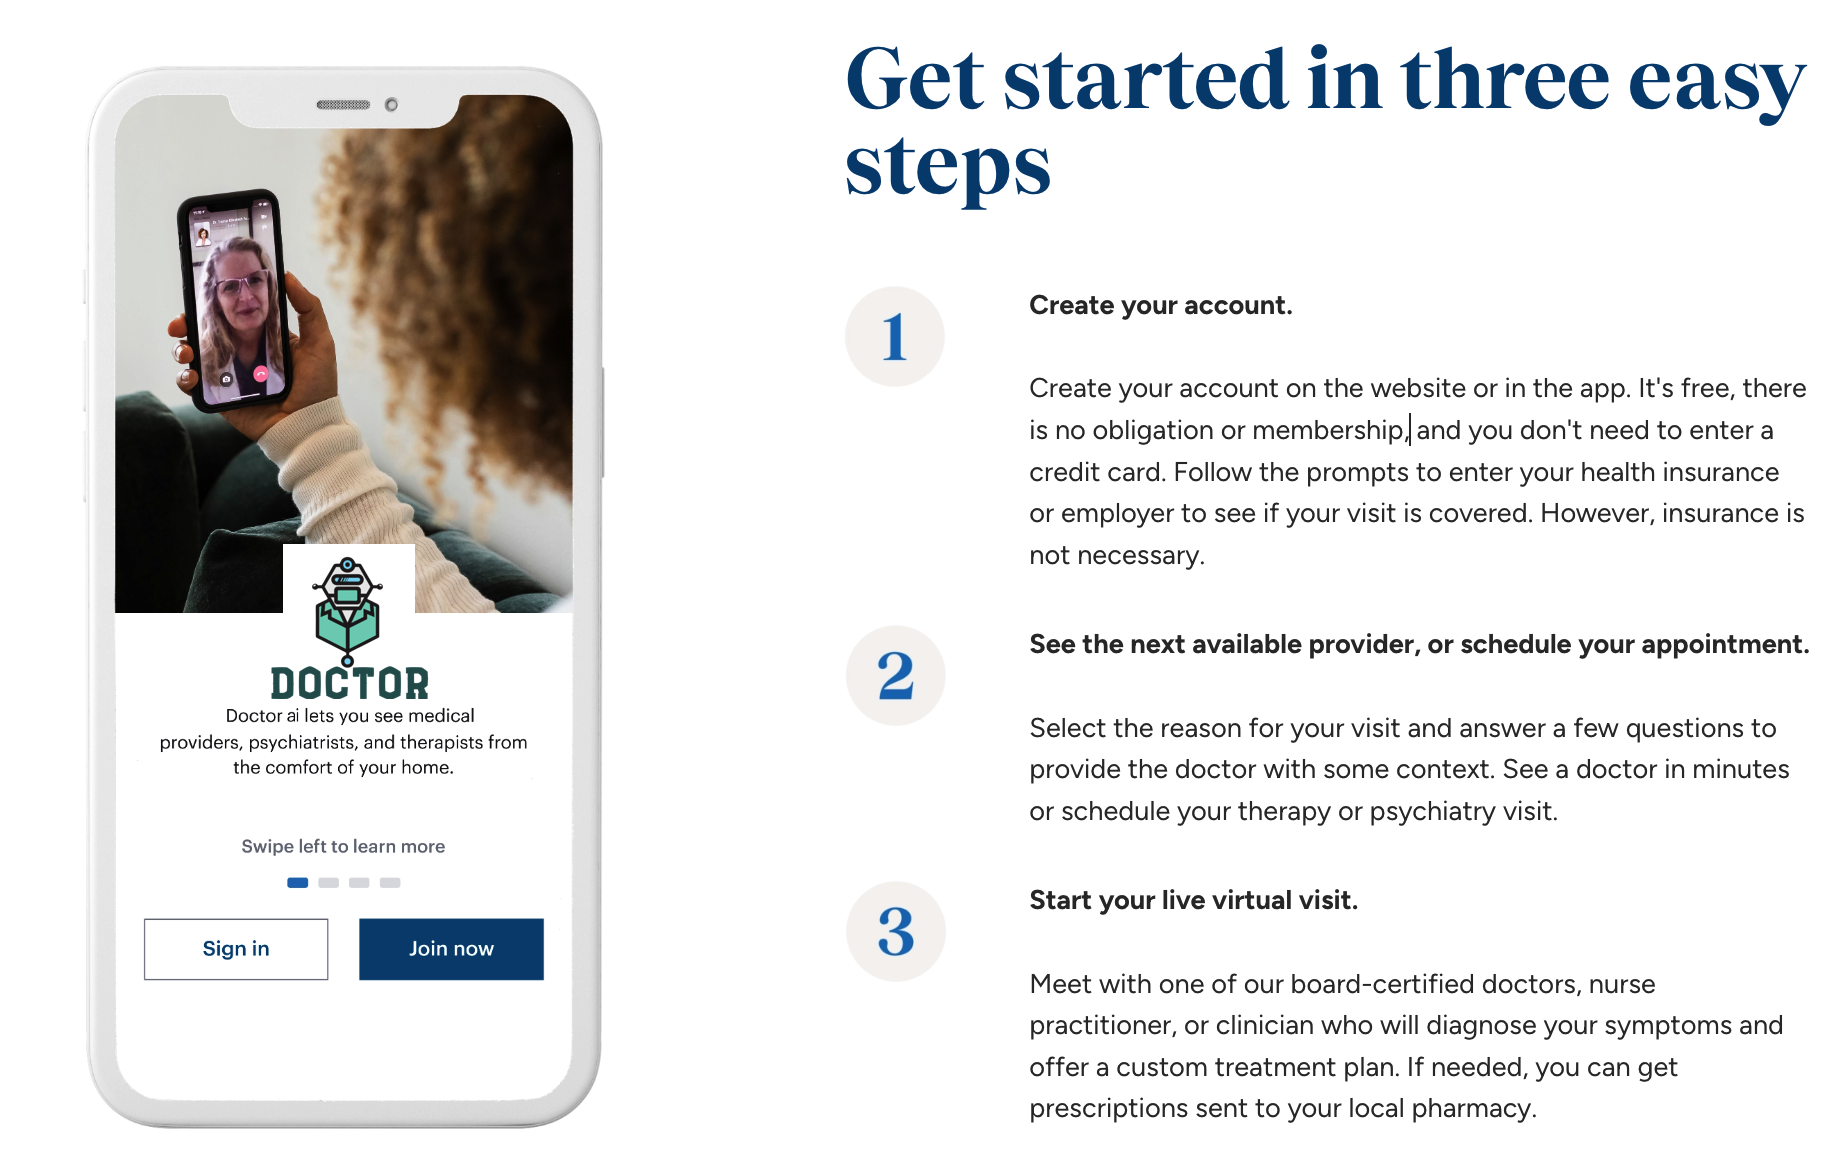 Get started in three easy
steps
1
Create your account.
Create your account on the website or in the app. It's free, there
is no obligation or membership, and you don't need to enter a
credit card. Follow the prompts to enter your health insurance
or employer to see if your visit is covered. However, insurance is
not necessary.
2
See the next available provider, or schedule your appointment.
Select the reason for your visit and answer a few questions to
provide the doctor with some context. See a doctor in minutes
or schedule your therapy or psychiatry visit.
3
Start your live virtual visit.
Meet with one of our board-certified doctors, nurse
practitioner, or clinician who will diagnose your symptoms and
offer a custom treatment plan. If needed, you can get
prescriptions sent to your local pharmacy.
DOCTOR
Doctor ai lets you see medical
providers, psychiatrists, and therapists from
the comfort of your home.
Swipe left to learn more
Sign in
Join now